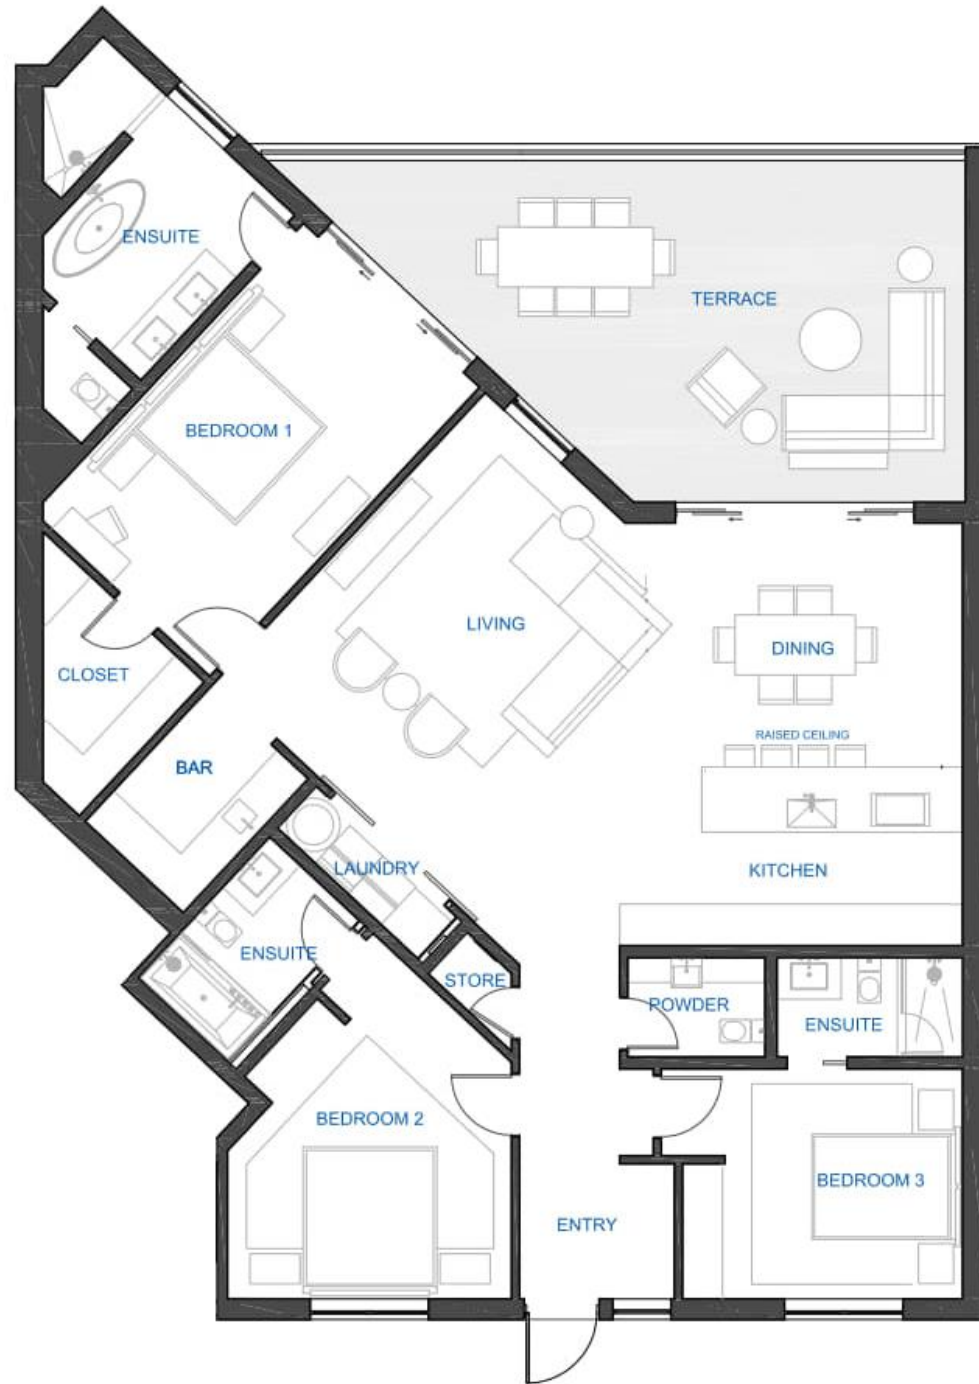 ENSUITE
TERRACE
BEDROOM 1
LIVING
DINING
CLOSET
RAISED CEILING
BAR
LAUNDRY
KITCHEN
ENSUITE
STORE
POWDER
ENSUITE
BEDROOM 2
BEDROOM 3
ENTRY